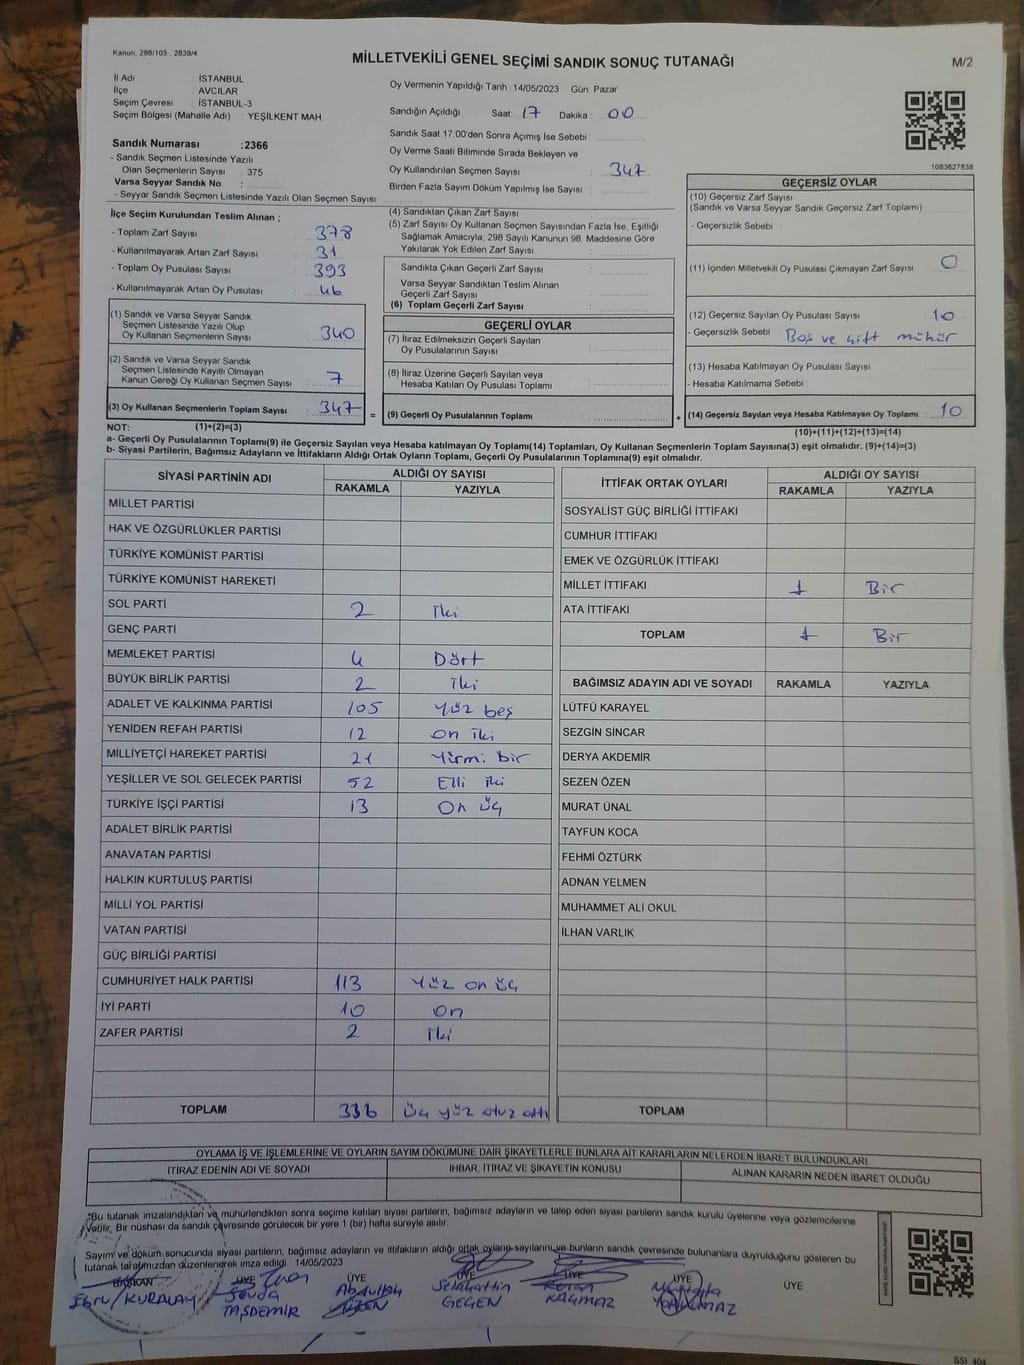 Kanun: 298/105 , 2839/4
MİLLETVEKİLİ GENEL SEÇİMİ SANDIK SONUÇ TUTANAĞI
M/2
İl Adı : İSTANBUL
İlçe : AVCILAR
Seçim Çevresi : İSTANBUL-3
Seçim Bölgesi (Mahalle Adı) : YEŞİLKENT MAH.
Oy Vermenin Yapıldığı Tarih 14/05/2023 Gün Pazar
Sandığın Açıldığı Saat 17 Dakika : 00
Sandık Saat 17:00'den Sonra Açılmış İse Sebebi :
Oy Verme Saati Bitiminde Sırada Bekleyen ve
Oy Kullandırılan Seçmen Sayısı : 347
Birden Fazla Sayım Döküm Yapılmış İse Sayısı :
1083627838
Sandık Numarası :2366
- Sandık Seçmen Listesinde Yazılı
Olan Seçmenlerin Sayısı : 375
Varsa Seyyar Sandık No :
- Seyyar Sandık Seçmen Listesinde Yazılı Olan Seçmen Sayısı
İlçe Seçim Kurulundan Teslim Alınan ;
- Toplam Zarf Sayısı : 378
- Kullanılmayarak Artan Zarf Sayısı : 31
- Toplam Oy Pusulası Sayısı : 393
- Kullanılmayarak Artan Oy Pusulası : 46
(1) Sandık ve Varsa Seyyar Sandık
Seçmen Listesinde Yazılı Olup
Oy Kullanan Seçmenlerin Sayısı : 340
(2) Sandık ve Varsa Seyyar Sandık
Seçmen Listesinde Kayıtlı Olmayan
Kanun Gereği Oy Kullanan Seçmen Sayısı : 7
(3) Oy Kullanan Seçmenlerin Toplam Sayısı : 347 =
(4) Sandıktan Çıkan Zarf Sayısı :
(5) Zarf Sayısı Oy Kullanan Seçmen Sayısından Fazla İse, Eşitliği
Sağlamak Amacıyla, 298 Sayılı Kanunun 98. Maddesine Göre
Yakılarak Yok Edilen Zarf Sayısı :
Sandıkta Çıkan Geçerli Zarf Sayısı :
Varsa Seyyar Sandıktan Teslim Alınan
Geçerli Zarf Sayısı :
(6) Toplam Geçerli Zarf Sayısı :
GEÇERLİ OYLAR
(7) İtiraz Edilmeksizin Geçerli Sayılan
Oy Pusulalarının Sayısı :
(8) İtiraz Üzerine Geçerli Sayılan veya
Hesaba Katılan Oy Pusulası Toplamı :
(9) Geçerli Oy Pusulalarının Toplamı : +
GEÇERSİZ OYLAR
(10) Geçersiz Zarf Sayısı
(Sandık ve Varsa Seyyar Sandık Geçersiz Zarf Toplamı) :
- Geçersizlik Sebebi :
(11) İçinden Milletvekili Oy Pusulası Çıkmayan Zarf Sayısı : 0
(12) Geçersiz Sayılan Oy Pusulası Sayısı : 10
- Geçersizlik Sebebi : Boş ve çift mühür
(13) Hesaba Katılmayan Oy Pusulası Sayısı :
- Hesaba Katılmama Sebebi :
(14) Geçersiz Sayılan veya Hesaba Katılmayan Oy Toplamı : 10
NOT: (1)+(2)=(3)
(10)+(11)+(12)+(13)=(14)
a- Geçerli Oy Pusulalarının Toplamı(9) ile Geçersiz Sayılan veya Hesaba katılmayan Oy Toplamı(14) Toplamları, Oy Kullanan Seçmenlerin Toplam Sayısına(3) eşit olmalıdır. (9)+(14)=(3)
b- Siyasi Partilerin, Bağımsız Adayların ve İttifakların Aldığı Ortak Oyların Toplamı, Geçerli Oy Pusulalarının Toplamına(9) eşit olmalıdır.
SİYASİ PARTİNİN ADI ALDIĞI OY SAYISI
RAKAMLA YAZIYLA
MİLLET PARTİSİ
HAK VE ÖZGÜRLÜKLER PARTİSİ
TÜRKİYE KOMÜNİST PARTİSİ
TÜRKİYE KOMÜNİST HAREKETİ
SOL PARTİ 2 iki
GENÇ PARTİ
MEMLEKET PARTİSİ 4 Dört
BÜYÜK BİRLİK PARTİSİ 2 iki
ADALET VE KALKINMA PARTİSİ 105 Yüz beş
YENİDEN REFAH PARTİSİ 12 on iki
MİLLİYETÇİ HAREKET PARTİSİ 21 Yirmi bir
YEŞİLLER VE SOL GELECEK PARTİSİ 52 Elli iki
TÜRKİYE İŞÇİ PARTİSİ 13 On üç
ADALET BİRLİK PARTİSİ
ANAVATAN PARTİSİ
HALKIN KURTULUŞ PARTİSİ
MİLLİ YOL PARTİSİ
VATAN PARTİSİ
GÜÇ BİRLİĞİ PARTİSİ
CUMHURİYET HALK PARTİSİ 113 Yüz on üç
İYİ PARTİ 10 on
ZAFER PARTİSİ 2 iki
TOPLAM 336 üç yüz otuz altı
İTTİFAK ORTAK OYLARI ALDIĞI OY SAYISI
RAKAMLA YAZIYLA
SOSYALİST GÜÇ BİRLİĞİ İTTİFAKI
CUMHUR İTTİFAKI
EMEK VE ÖZGÜRLÜK İTTİFAKI
MİLLET İTTİFAKI 1 Bir
ATA İTTİFAKI
TOPLAM 1 Bir
BAĞIMSIZ ADAYIN ADI VE SOYADI RAKAMLA YAZIYLA
LÜTFÜ KARAYEL
SEZGİN SİNCAR
DERYA AKDEMİR
SEZEN ÖZEN
MURAT ÜNAL
TAYFUN KOCA
FEHMİ ÖZTÜRK
ADNAN YELMEN
MUHAMMET ALİ OKUL
İLHAN VARLIK
TOPLAM
OYLAMA İŞ VE İŞLEMLERİNE VE OYLARIN SAYIM DÖKÜMÜNE DAİR ŞİKAYETLERLE BUNLARA AİT KARARLARIN NELERDEN İBARET BULUNDUKLARI
İTİRAZ EDENİN ADI VE SOYADI İHBAR, İTİRAZ VE ŞİKAYETİN KONUSU ALINAN KARARIN NEDEN İBARET OLDUĞU
*Bu tutanak imzalandıktan ve mühürlendikten sonra seçime katılan siyasi partilerin, bağımsız adayların ve talep eden siyasi partilerin sandık kurulu üyelerine veya gözlemcilerine
verilir. Bir nüshası da sandık çevresinde görülecek bir yere 1 (bir) hafta süreyle asılır.
Sayım ve döküm sonucunda siyasi partilerin, bağımsız adayların ve ittifakların aldığı ortak oyların sayılarını ve bunların sandık çevresinde bulunanlara duyrulduğunu gösteren bu
tutanak tarafımızdan düzenlenerek imza edildi. 14/05/2023
BAŞKAN ÜYE ÜYE ÜYE ÜYE ÜYE ÜYE
Ebru KURALAY
TAŞDEMİR
Abdullah
Selahattin
GEGEN
YORULMAZ
BSI 404